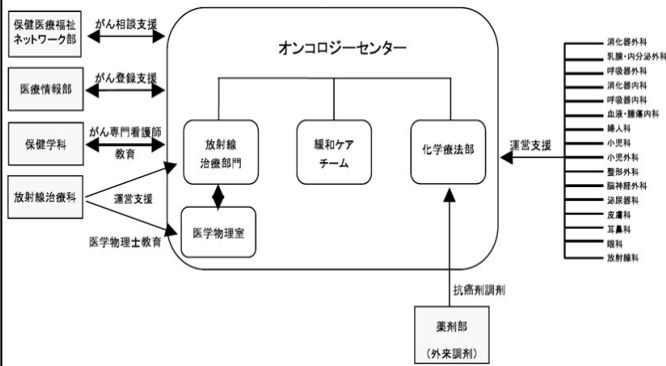 保健医療福祉
ネットワーク部
がん相談支援
オンコロジーセンター
医療情報部
がん登録支援
保健学科
がん専門看護師
教育
放射線治療科
運営支援
医学物理士教育
放射線
治療部門
緩和ケア
チーム
化学療法部
医学物理室
運営支援
消化器外科
乳腺・内分泌外科
呼吸器外科
消化器内科
呼吸器内科
血液・腫瘍内科
婦人科
小児科
小児外科
整形外科
脳神経外科
泌尿器科
皮膚科
耳鼻科
眼科
放射線科
抗癌剤調剤
薬剤部
（外来調剤）